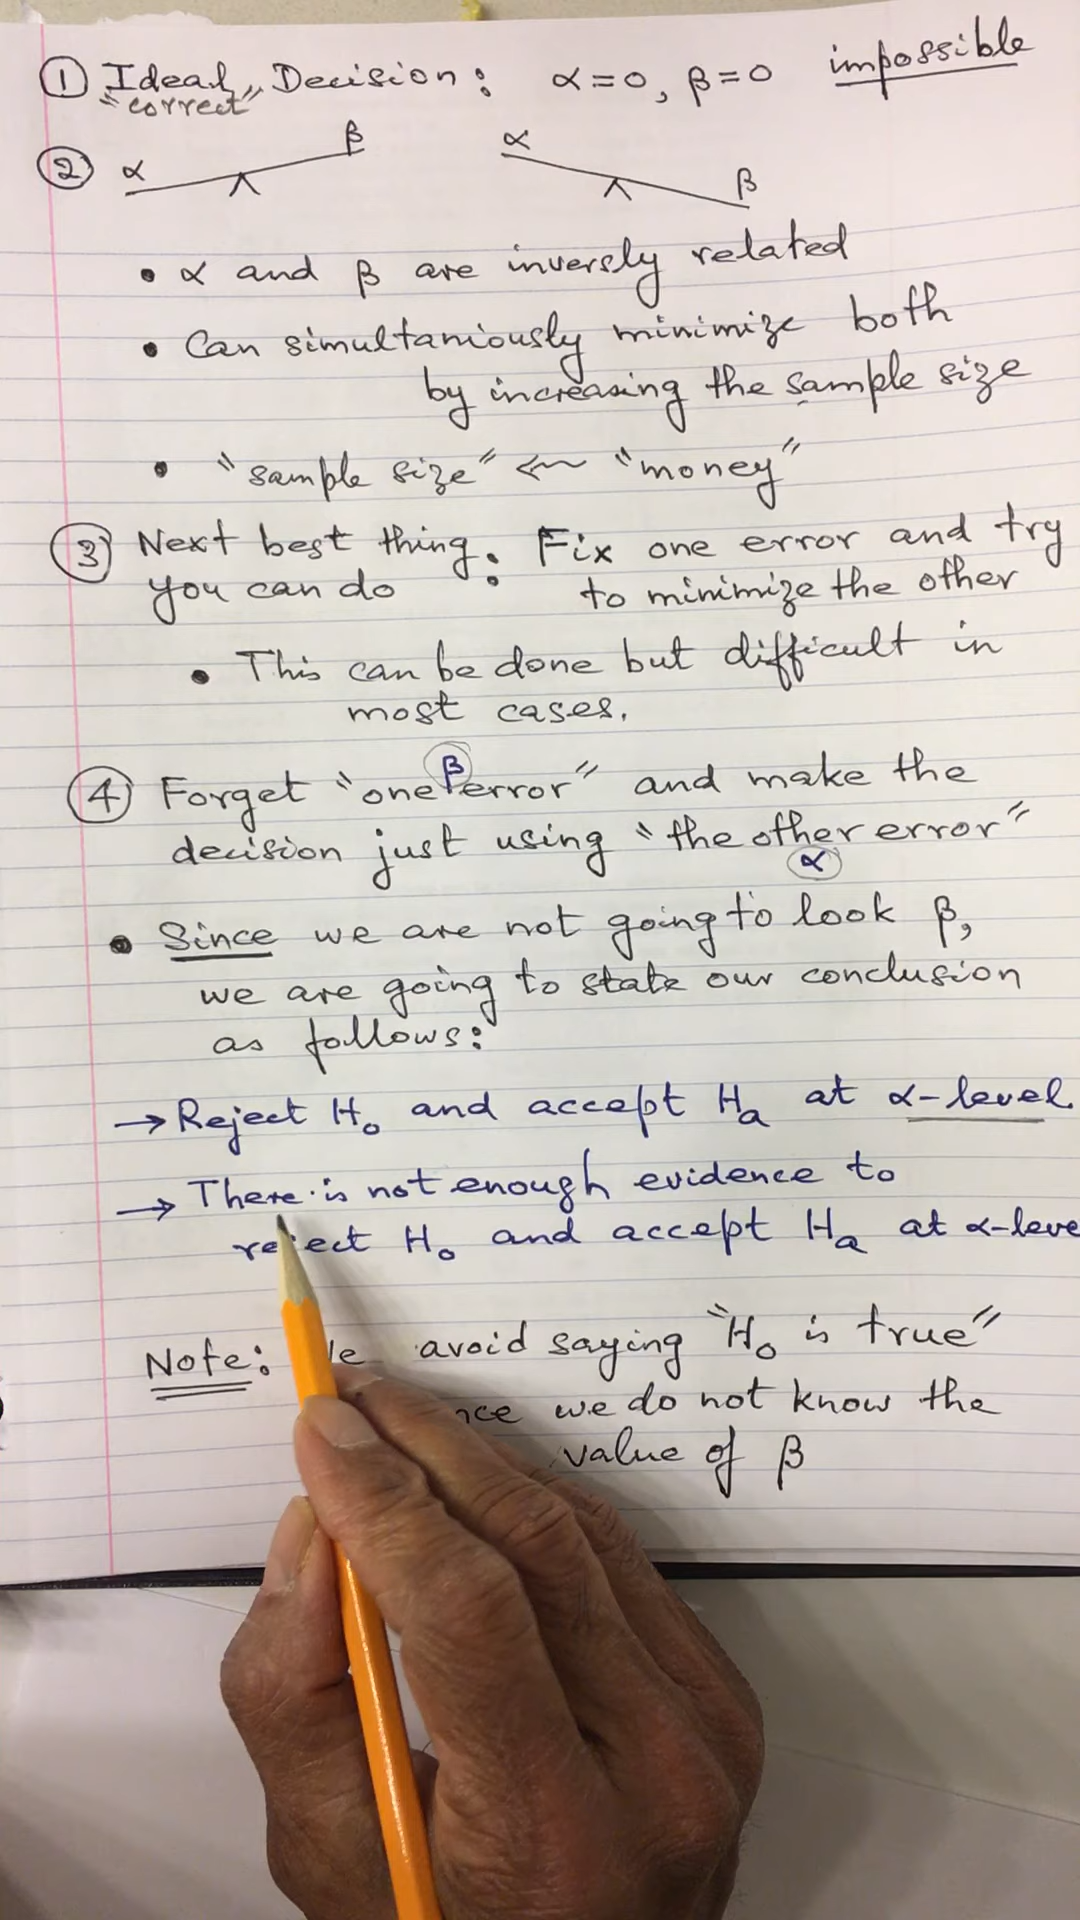 ① Ideal, Decision: α=0, β=0 impossible
"correct"
② α β α β
• α and β are inversly related
• Can simultaniously minimize both
by increasing the sample size
• "sample size" ← "money"
③ Next best thing: Fix one error and try
you can do to minimize the other
• This can be done but difficult in
most cases.
β
④ Forget "one error" and make the
decision just using "the other error"
α
• Since we are not going to look β,
we are going to state our conclusion
as follows:
→ Reject H₀ and accept Hₐ at α-level.
→ There is not enough evidence to
reject H₀ and accept Hₐ at α-leve
Note: avoid saying "H₀ is true"
nce we do not know the
value of β